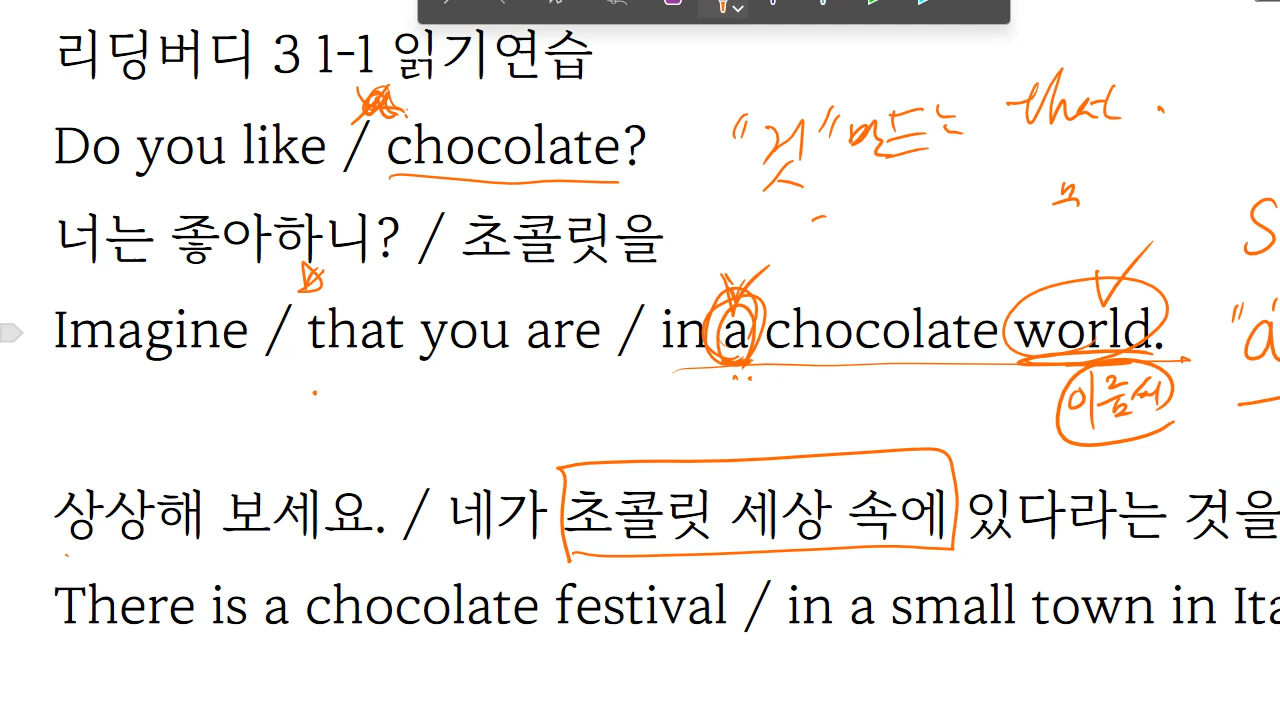 리딩버디 3 1-1 읽기연습
"것" 만드는 that.
Do you like / chocolate?
너는 좋아하니? / 초콜릿을
Imagine / that you are / in a chocolate world.
이름씨
상상해 보세요. / 네가 초콜릿 세상 속에 있다라는 것을
There is a chocolate festival / in a small town in Ita